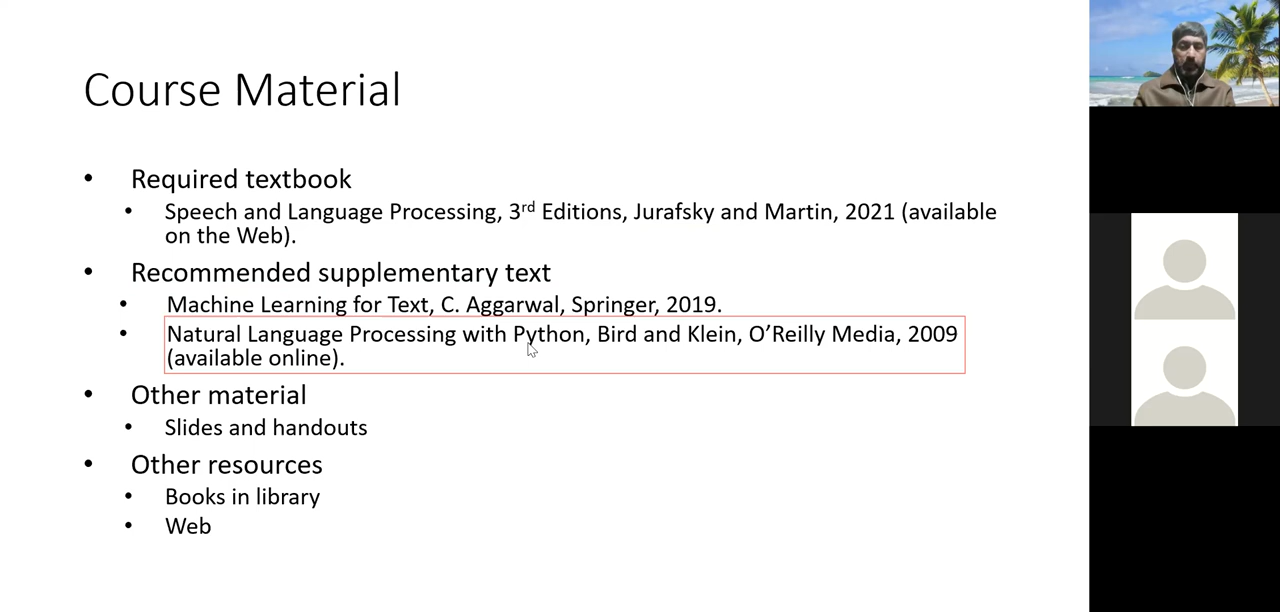 Course Material
• Required textbook
• Speech and Language Processing, 3rd Editions, Jurafsky and Martin, 2021 (available
on the Web).
• Recommended supplementary text
• Machine Learning for Text, C. Aggarwal, Springer, 2019.
• Natural Language Processing with Python, Bird and Klein, O’Reilly Media, 2009
(available online).
• Other material
• Slides and handouts
• Other resources
• Books in library
• Web